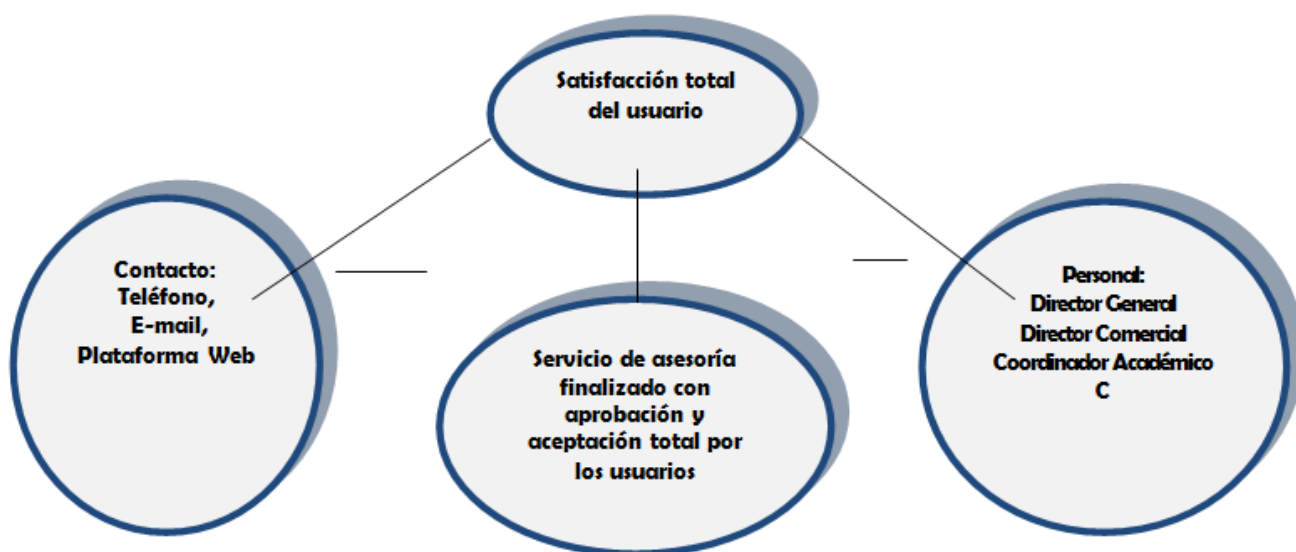 Satisfacción total
del usuario
Contacto:
Teléfono,
E-mail,
Plataforma Web
Servicio de asesoría
finalizado con
aprobación y
aceptación total por
los usuarios
Personal:
Director General
Director Comercial
Coordinador Académico
C